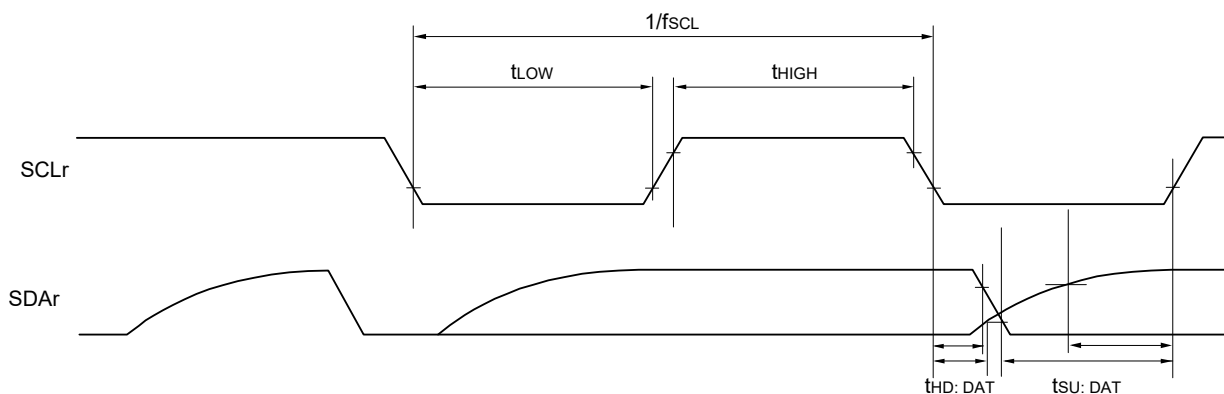 1/fSCL
tLOW
tHIGH
SCLr
SDAr
tHD: DAT
tSU: DAT